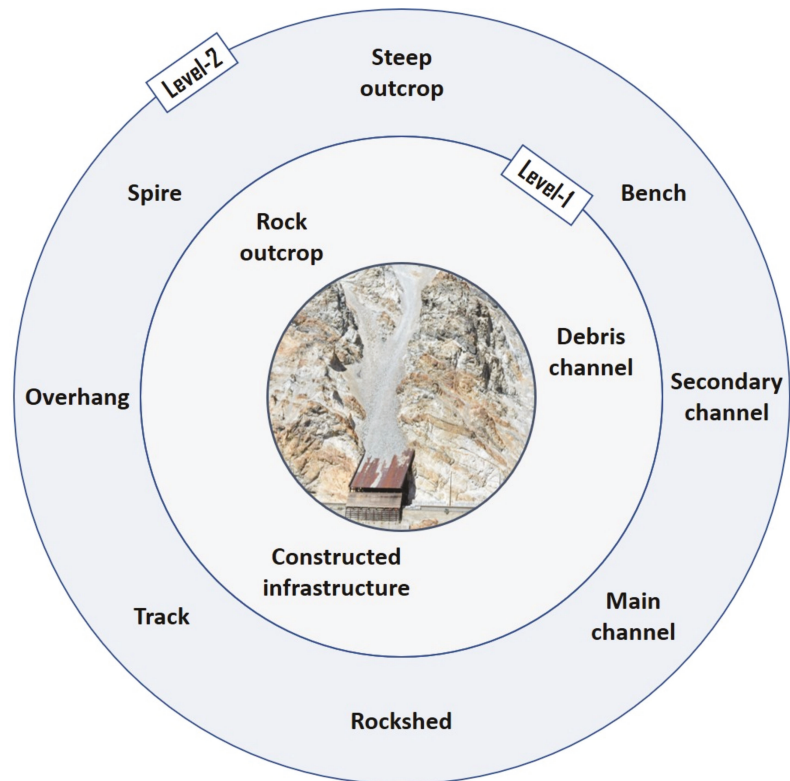 Level-2
Steep
outcrop
Level-1
Spire
Bench
Rock
outcrop
Debris
channel
Overhang
Secondary
channel
Constructed
infrastructure
Track
Main
channel
Rockshed